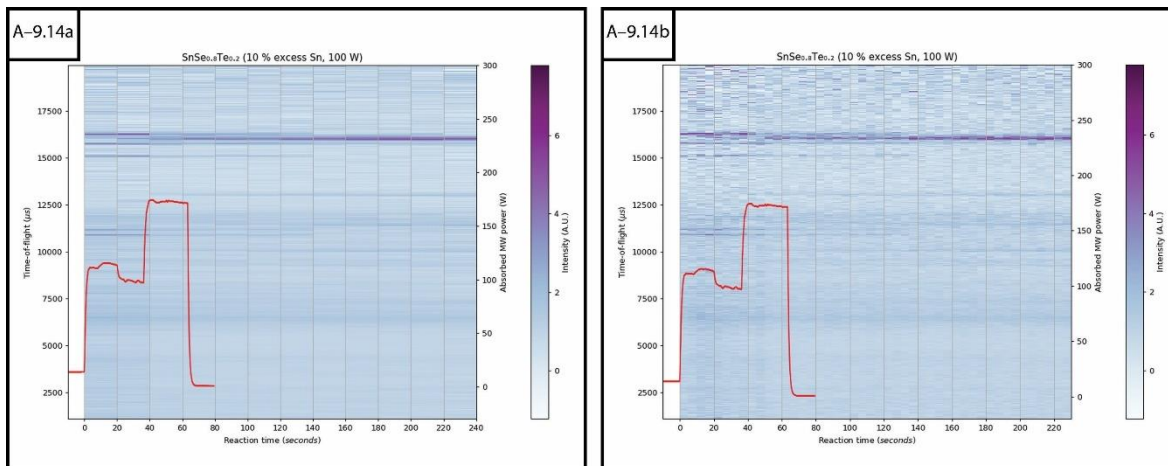 A–9.14a
SnSe₀.₈Te₀.₂ (10 % excess Sn, 100 W)
17500
15000
12500
10000
7500
5000
2500
Time-of-flight (μs)
0 20 40 60 80 100 120 140 160 180 200 220 240
Reaction time (seconds)
300
250
200
150
100
50
0
Absorbed MW power (W)
6
4
2
0
Intensity (A.U.)
A–9.14b
SnSe₀.₈Te₀.₂ (10 % excess Sn, 100 W)
17500
15000
12500
10000
7500
5000
2500
Time-of-flight (μs)
0 20 40 60 80 100 120 140 160 180 200 220
Reaction time (seconds)
300
250
200
150
100
50
0
Absorbed MW power (W)
6
4
2
0
Intensity (A.U.)